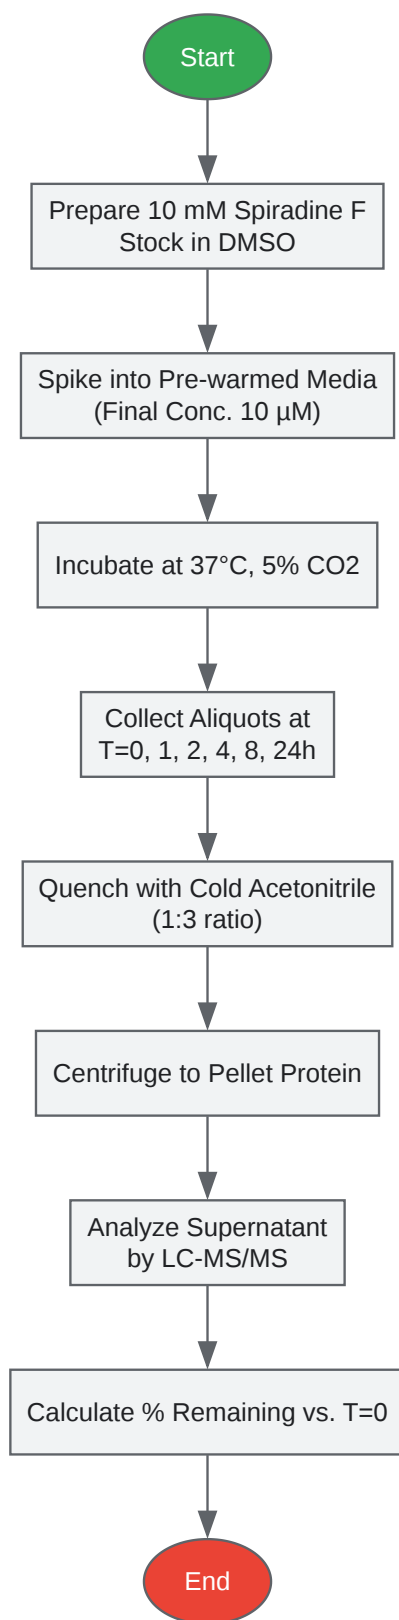 Start
Prepare 10 mM Spiradine F
Stock in DMSO
Spike into Pre-warmed Media
(Final Conc. 10 µM)
Incubate at 37°C, 5% CO2
Collect Aliquots at
T=0, 1, 2, 4, 8, 24h
Quench with Cold Acetonitrile
(1:3 ratio)
Centrifuge to Pellet Protein
Analyze Supernatant
by LC-MS/MS
Calculate % Remaining vs. T=0
End